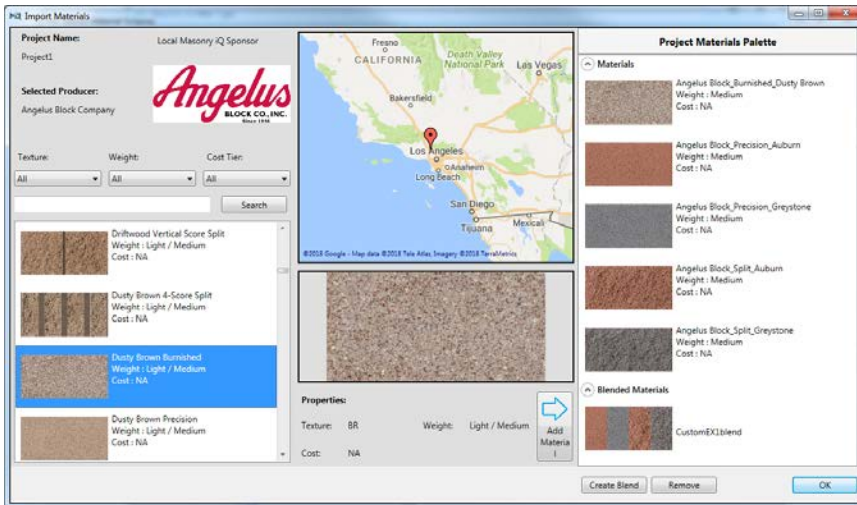 Import Materials
Project Name:
Local Masonry iQ Sponsor
Project1
Selected Producer:
Angelus Block Company
Angelus
BLOCK CO., INC.
Since 1946
Texture:
Weight:
Cost Tier:
All
All
All
Search
Driftwood Vertical Score Split
Weight : Light / Medium
Cost : NA
Dusty Brown 4-Score Split
Weight : Light / Medium
Cost : NA
Dusty Brown Burnished
Weight : Light / Medium
Cost : NA
Dusty Brown Precision
Weight : Light / Medium
Cost : NA
Fresno
CALIFORNIA
Death Valley
National Park
Las Vegas
Bakersfield
Los Angeles
Anaheim
Long Beach
San Diego
Tijuana
Mexicali
©2018 Google - Map data ©2018 Tele Atlas, Imagery ©2018 TerraMetrics
Properties:
Texture: BR
Weight: Light / Medium
Cost: NA
Add
Materia
l
Project Materials Palette
Materials
Angelus Block_Burnished_Dusty Brown
Weight : Medium
Cost : NA
Angelus Block_Precision_Auburn
Weight : Medium
Cost : NA
Angelus Block_Precision_Greystone
Weight : Medium
Cost : NA
Angelus Block_Split_Auburn
Weight : Medium
Cost : NA
Angelus Block_Split_Greystone
Weight : Medium
Cost : NA
Blended Materials
CustomEX1.blend
Create Blend
Remove
OK